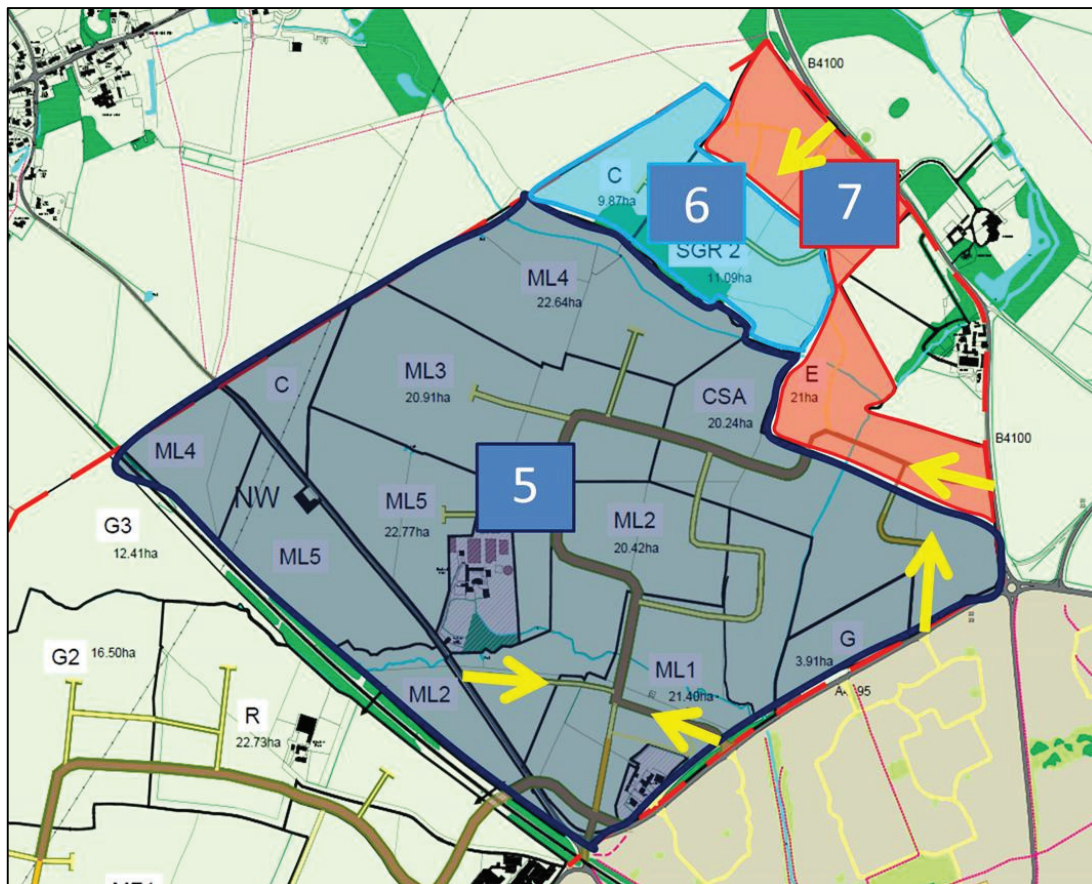 B4100
C
9.87ha
6
7
SGR 2
11.09ha
ML4
22.64ha
C
ML3
20.91ha
CSA
20.24ha
E
21ha
B4100
ML4
5
NW
ML5
22.77ha
ML2
20.42ha
G3
12.41ha
ML5
G
3.91ha
G2
16.50ha
ML2
ML1
21.40ha
R
22.73ha